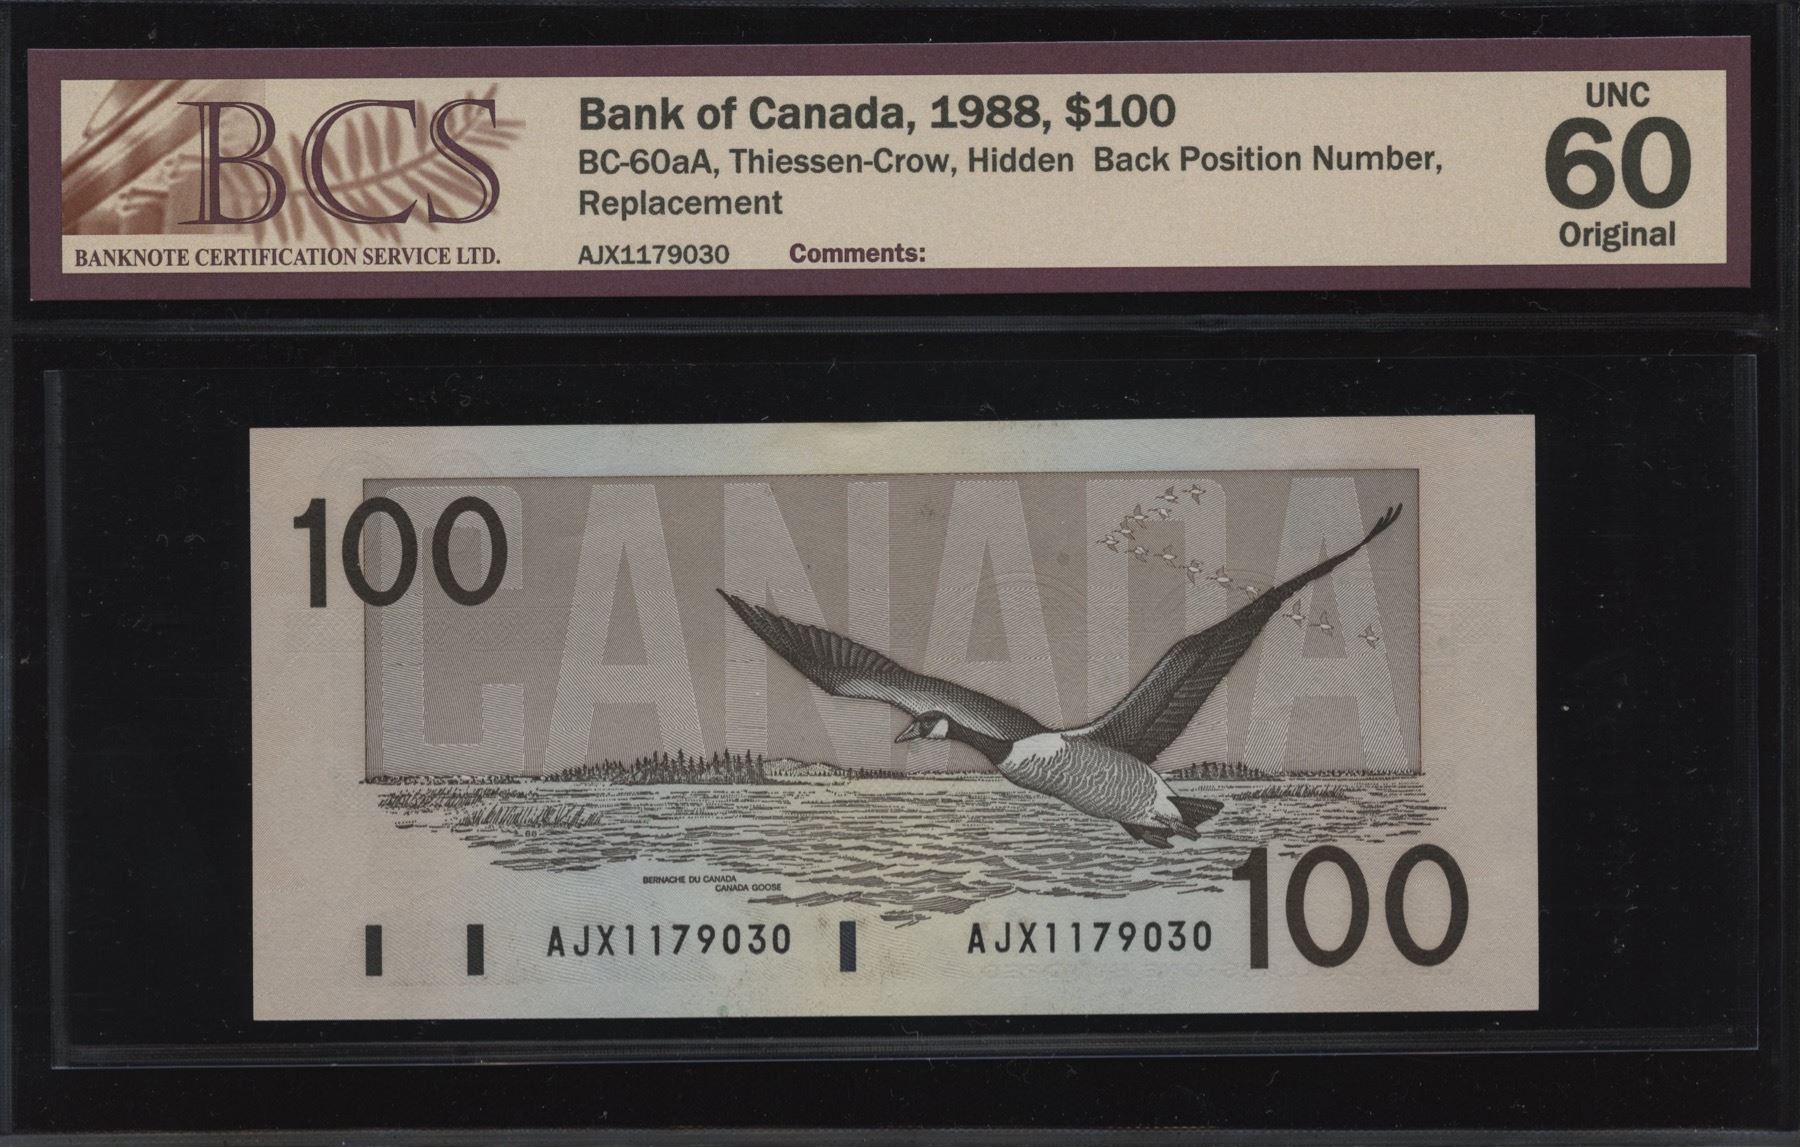 BCS
BANKNOTE CERTIFICATION SERVICE LTD.
Bank of Canada, 1988, $100
BC-60aA, Thiessen-Crow, Hidden Back Position Number,
Replacement
AJX1179030 Comments:
UNC
60
Original
CANADA
100
BERNACHE DU CANADA
CANADA GOOSE
AJX1179030 AJX1179030
100